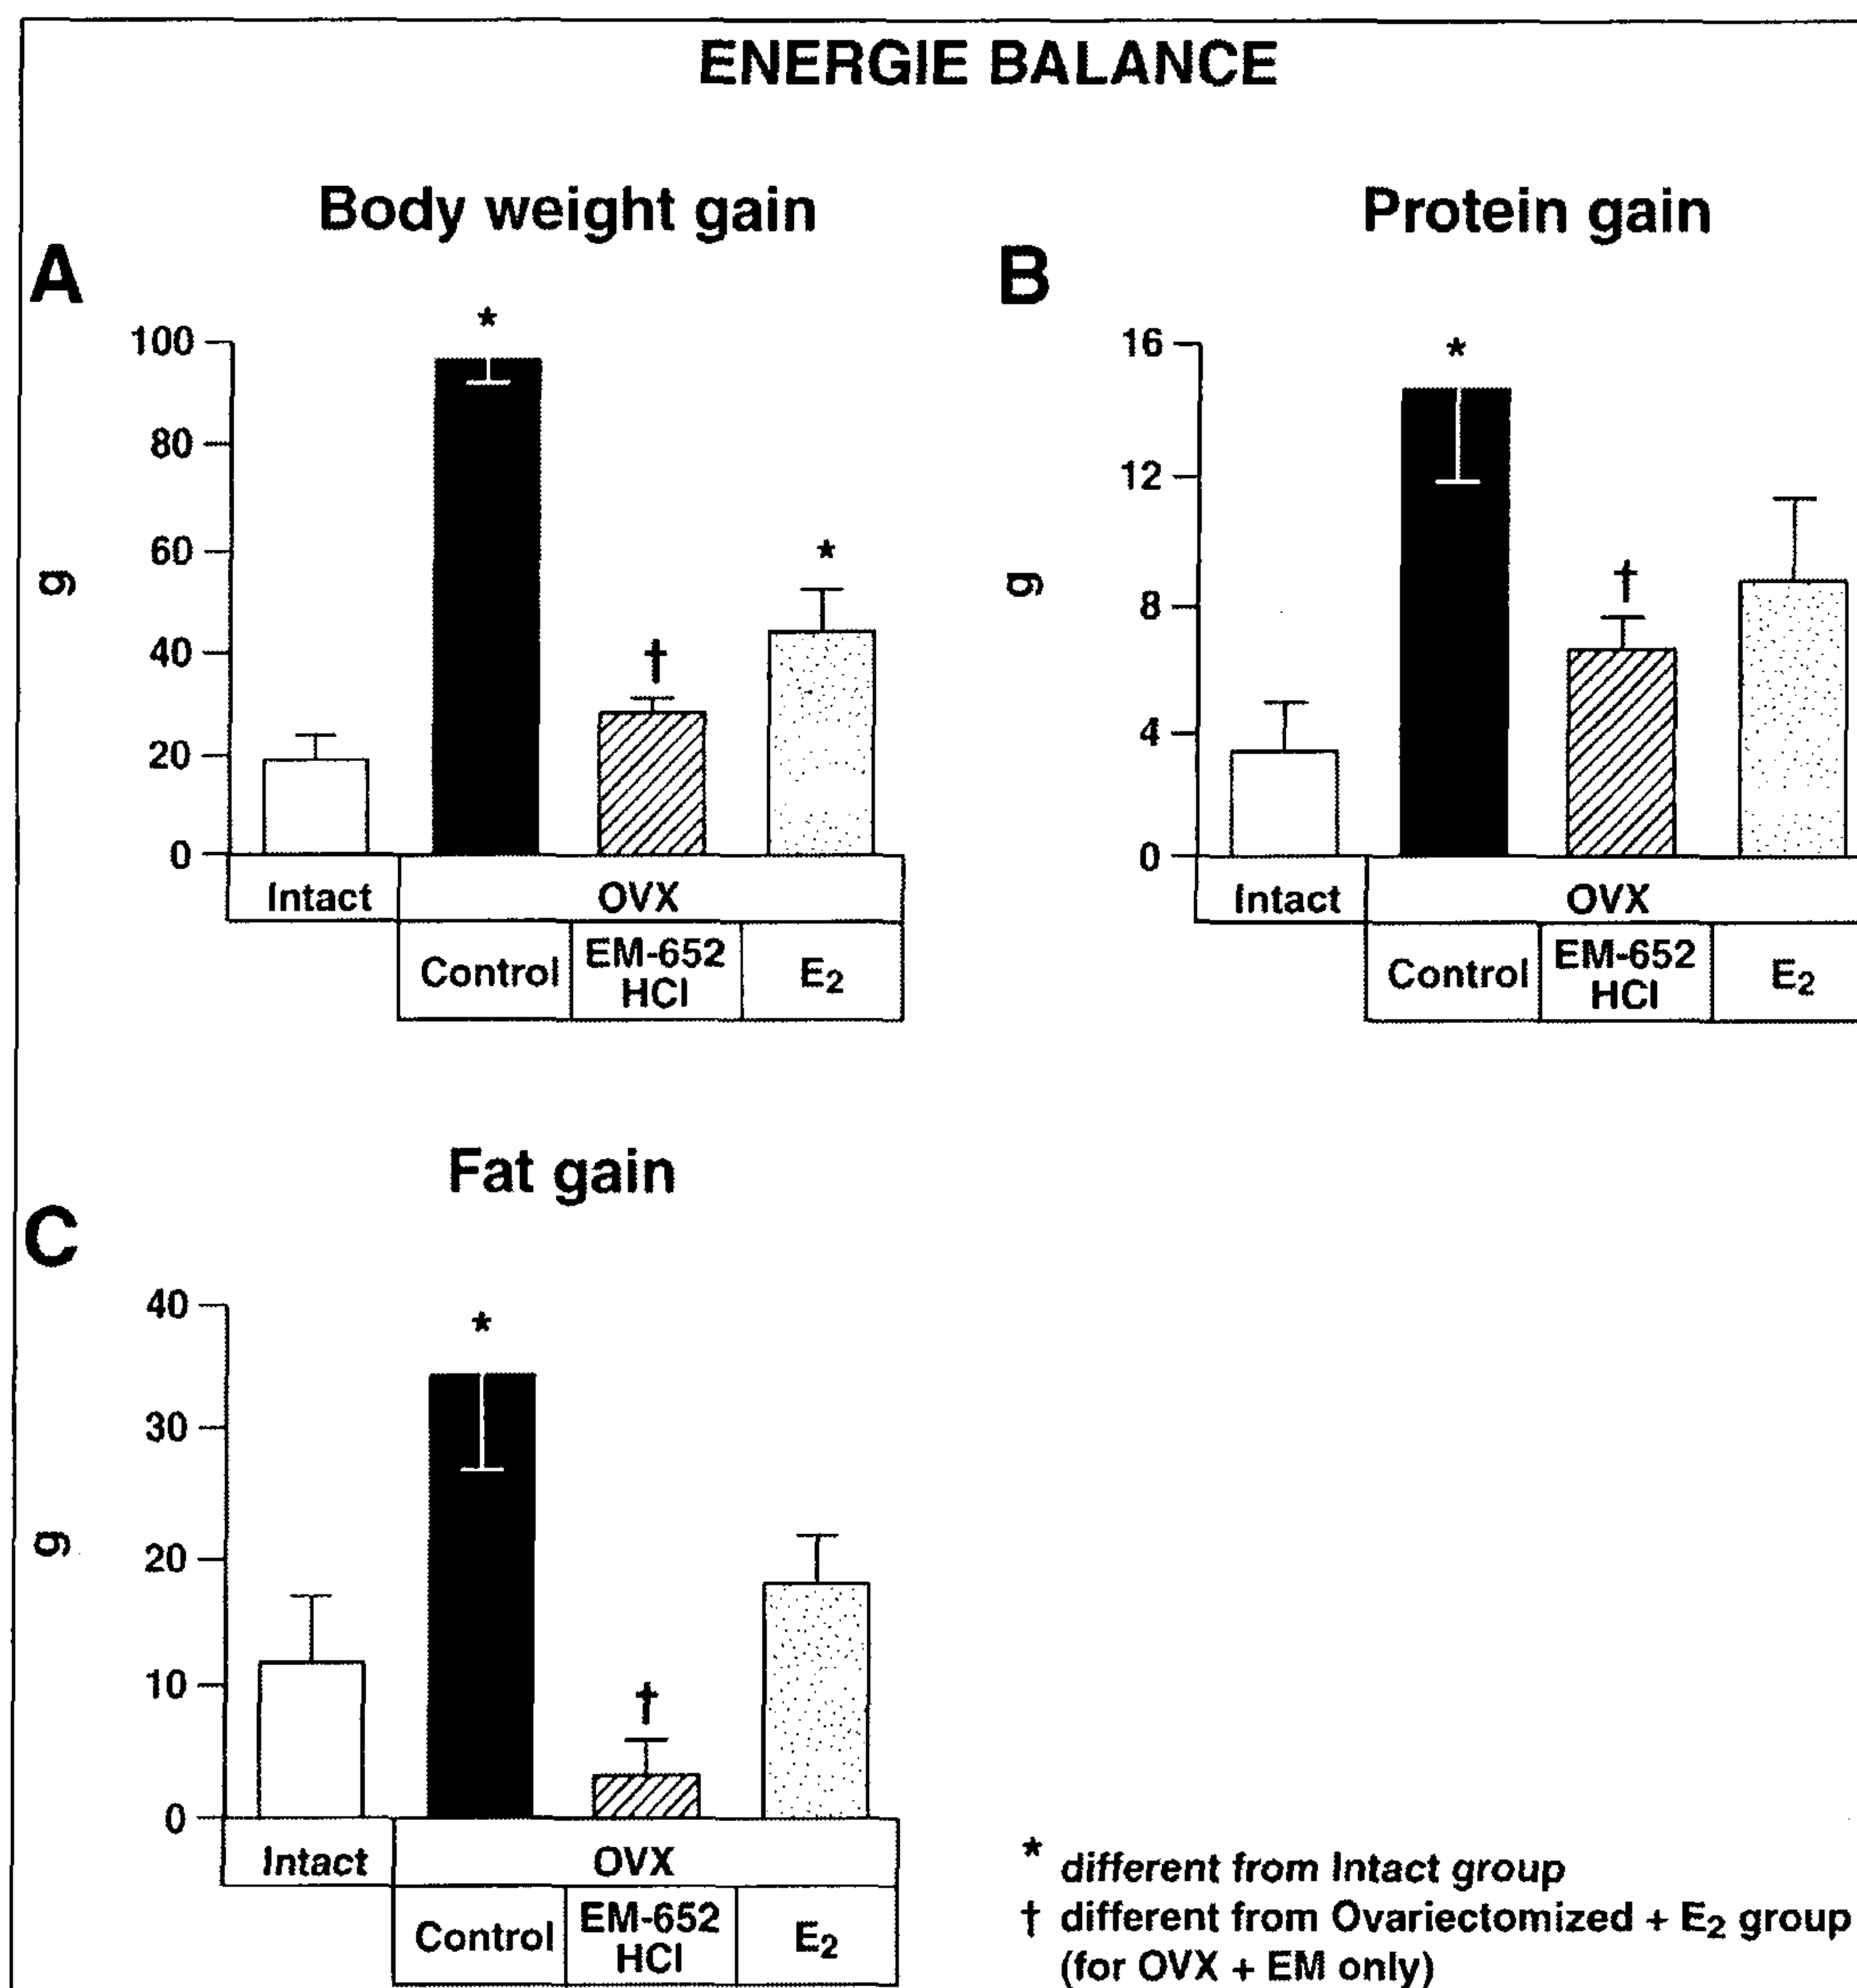 ENERGIE BALANCE
Body weight gain
A
*
100
80
60
40
20
0
g
*
†
Intact
OVX
Control
EM-652
HCl
E₂
Protein gain
B
*
16
12
8
4
0
g
†
Intact
OVX
Control
EM-652
HCl
E₂
Fat gain
C
*
40
30
20
10
0
g
†
Intact
OVX
Control
EM-652
HCl
E₂
* different from Intact group
† different from Ovariectomized + E₂ group
(for OVX + EM only)